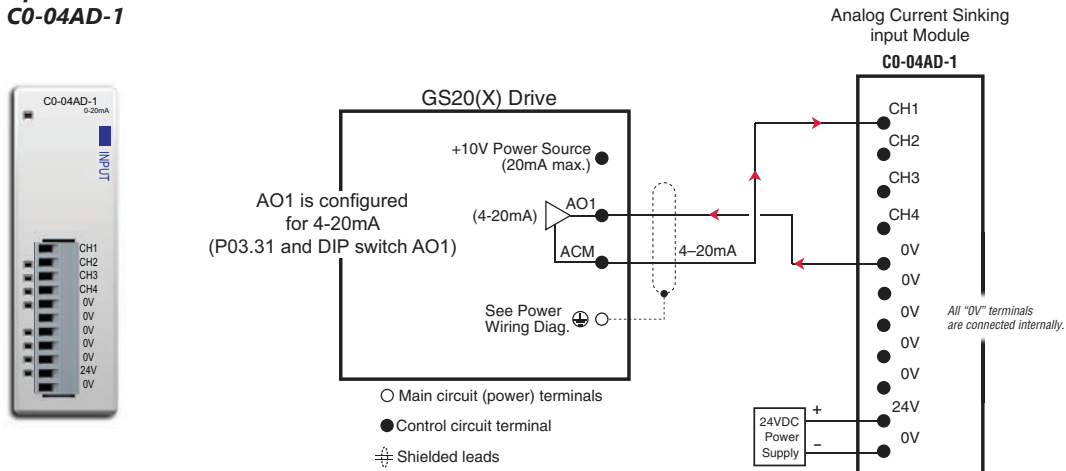 C0-04AD-1
C0-04AD-1
0-20mA
INPUT
CH1
CH2
CH3
CH4
0V
0V
0V
0V
0V
24V
0V
GS20(X) Drive
+10V Power Source
(20mA max.)
AO1 is configured
for 4-20mA
(P03.31 and DIP switch AO1)
(4-20mA)
AO1
ACM
4–20mA
See Power
Wiring Diag.
Main circuit (power) terminals
Control circuit terminal
Shielded leads
Analog Current Sinking
input Module
C0-04AD-1
CH1
CH2
CH3
CH4
0V
0V
0V
0V
0V
24V
0V
All “0V” terminals
are connected internally.
24VDC
Power
Supply
+
–